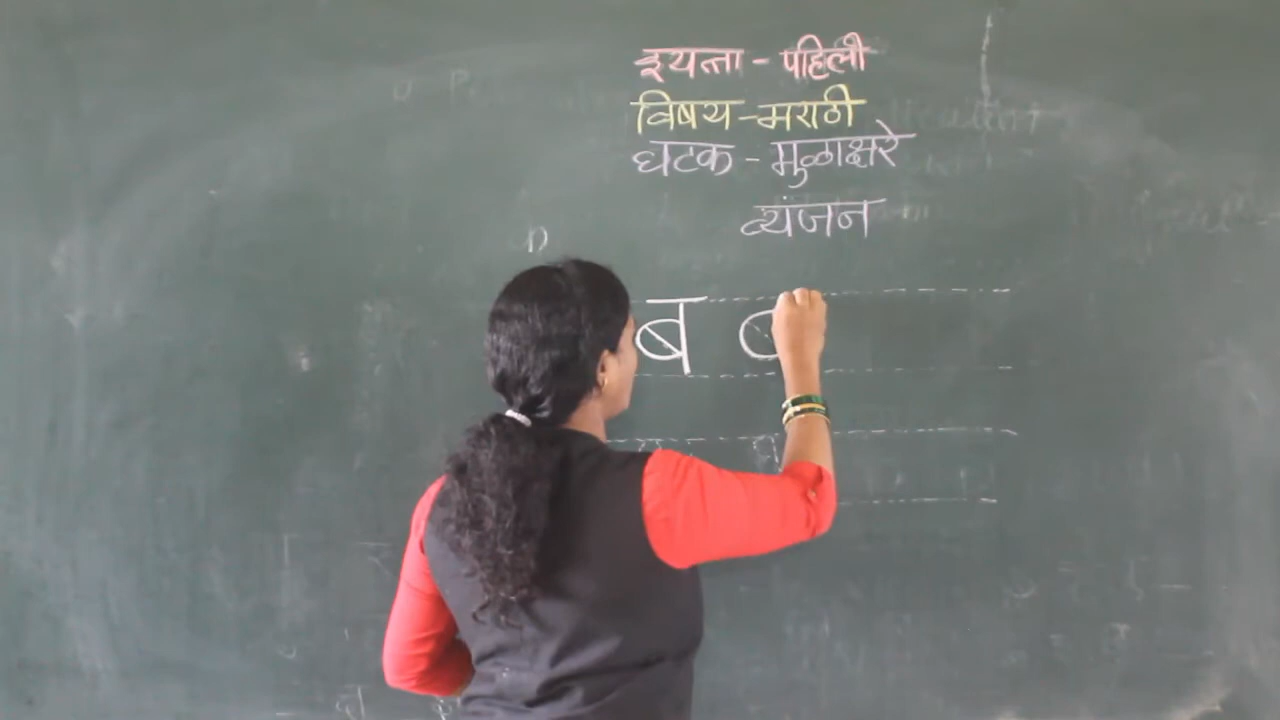 इयत्ता - पहिली
विषय - मराठी
घटक - मुळाक्षरे
व्यंजन
ब